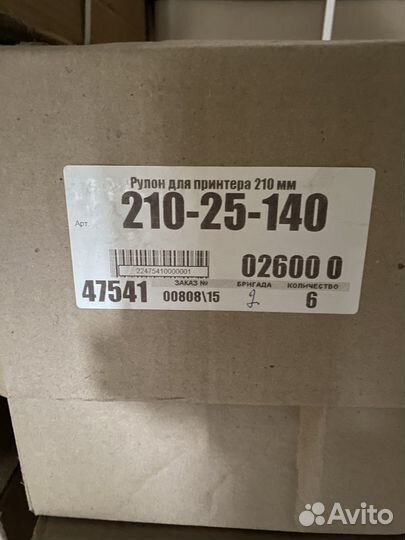 Рулон для принтера 210 мм
Арт. 210-25-140
22475410000001
02600 0
47541
ЗАКАЗ № БРИГАДА КОЛИЧЕСТВО
00808\15 2 6
Avito